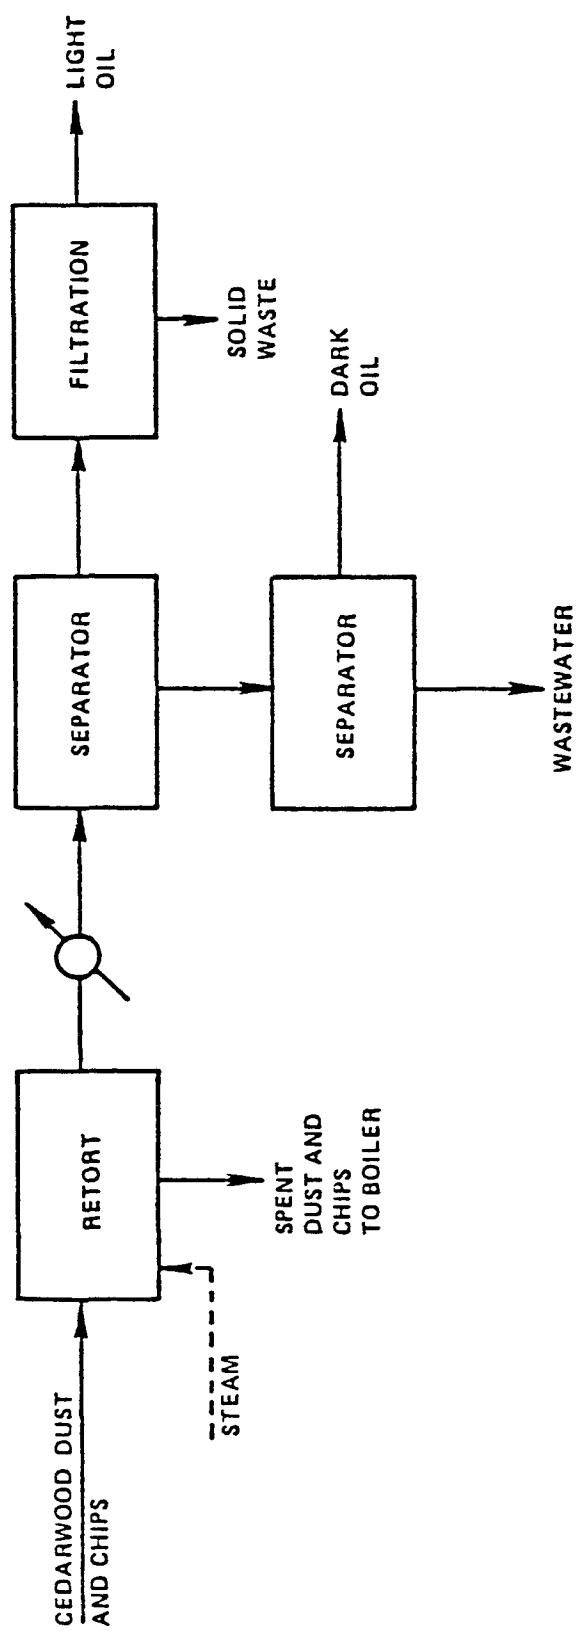 CEDARWOOD DUST
AND CHIPS
STEAM
RETORT
SPENT
DUST AND
CHIPS
TO BOILER
SEPARATOR
SEPARATOR
WASTEWATER
FILTRATION
SOLID
WASTE
DARK
OIL
LIGHT
OIL